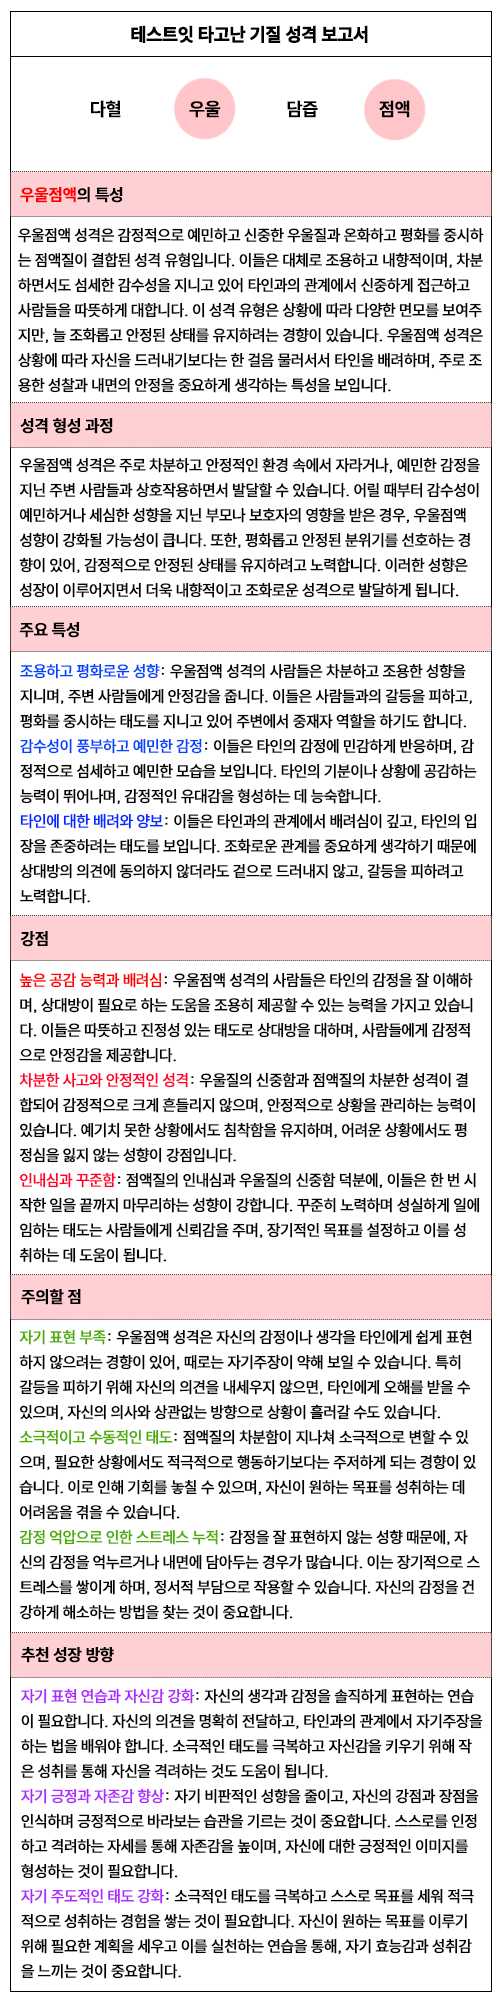 테스트잇 타고난 기질 성격 보고서
다혈 우울 담즙 점액
우울점액의 특성
우울점액 성격은 감정적으로 예민하고 신중한 우울질과 온화하고 평화를 중시하
는 점액질이 결합된 성격 유형입니다. 이들은 대체로 조용하고 내향적이며, 차분
하면서도 섬세한 감수성을 지니고 있어 타인과의 관계에서 신중하게 접근하고
사람들을 따뜻하게 대합니다. 이 성격 유형은 상황에 따라 다양한 면모를 보여주
지만, 늘 조화롭고 안정된 상태를 유지하려는 경향이 있습니다. 우울점액 성격은
상황에 따라 자신을 드러내기보다는 한 걸음 물러서서 타인을 배려하며, 주로 조
용한 성찰과 내면의 안정을 중요하게 생각하는 특성을 보입니다.
성격 형성 과정
우울점액 성격은 주로 차분하고 안정적인 환경 속에서 자라거나, 예민한 감정을
지닌 주변 사람들과 상호작용하면서 발달할 수 있습니다. 어릴 때부터 감수성이
예민하거나 세심한 성향을 지닌 부모나 보호자의 영향을 받은 경우, 우울점액
성향이 강화될 가능성이 큽니다. 또한, 평화롭고 안정된 분위기를 선호하는 경
향이 있어, 감정적으로 안정된 상태를 유지하려고 노력합니다. 이러한 성향은
성장이 이루어지면서 더욱 내향적이고 조화로운 성격으로 발달하게 됩니다.
주요 특성
조용하고 평화로운 성향: 우울점액 성격의 사람들은 차분하고 조용한 성향을
지니며, 주변 사람들에게 안정감을 줍니다. 이들은 사람들과의 갈등을 피하고,
평화를 중시하는 태도를 지니고 있어 주변에서 중재자 역할을 하기도 합니다.
감수성이 풍부하고 예민한 감정: 이들은 타인의 감정에 민감하게 반응하며, 감
정적으로 섬세하고 예민한 모습을 보입니다. 타인의 기분이나 상황에 공감하는
능력이 뛰어나며, 감정적인 유대감을 형성하는 데 능숙합니다.
타인에 대한 배려와 양보: 이들은 타인과의 관계에서 배려심이 깊고, 타인의 입
장을 존중하려는 태도를 보입니다. 조화로운 관계를 중요하게 생각하기 때문에
상대방의 의견에 동의하지 않더라도 겉으로 드러내지 않고, 갈등을 피하려고
노력합니다.
강점
높은 공감 능력과 배려심: 우울점액 성격의 사람들은 타인의 감정을 잘 이해하
며, 상대방이 필요로 하는 도움을 조용히 제공할 수 있는 능력을 가지고 있습니
다. 이들은 따뜻하고 진정성 있는 태도로 상대방을 대하며, 사람들에게 감정적
으로 안정감을 제공합니다.
차분한 사고와 안정적인 성격: 우울질의 신중함과 점액질의 차분한 성격이 결
합되어 감정적으로 크게 흔들리지 않으며, 안정적으로 상황을 관리하는 능력이
있습니다. 예기치 못한 상황에서도 침착함을 유지하며, 어려운 상황에서도 평
정심을 잃지 않는 성향이 강점입니다.
인내심과 꾸준함: 점액질의 인내심과 우울질의 신중함 덕분에, 이들은 한 번 시
작한 일을 끝까지 마무리하는 성향이 강합니다. 꾸준히 노력하며 성실하게 일에
임하는 태도는 사람들에게 신뢰감을 주며, 장기적인 목표를 설정하고 이를 성
취하는 데 도움이 됩니다.
주의할 점
자기 표현 부족: 우울점액 성격은 자신의 감정이나 생각을 타인에게 쉽게 표현
하지 않으려는 경향이 있어, 때로는 자기주장이 약해 보일 수 있습니다. 특히
갈등을 피하기 위해 자신의 의견을 내세우지 않으면, 타인에게 오해를 받을 수
있으며, 자신의 의사와 상관없는 방향으로 상황이 흘러갈 수도 있습니다.
소극적이고 수동적인 태도: 점액질의 차분함이 지나쳐 소극적으로 변할 수 있
으며, 필요한 상황에서도 적극적으로 행동하기보다는 주저하게 되는 경향이 있
습니다. 이로 인해 기회를 놓칠 수 있으며, 자신이 원하는 목표를 성취하는 데
어려움을 겪을 수 있습니다.
감정 억압으로 인한 스트레스 누적: 감정을 잘 표현하지 않는 성향 때문에, 자
신의 감정을 억누르거나 내면에 담아두는 경우가 많습니다. 이는 장기적으로 스
트레스를 쌓이게 하며, 정서적 부담으로 작용할 수 있습니다. 자신의 감정을 건
강하게 해소하는 방법을 찾는 것이 중요합니다.
추천 성장 방향
자기 표현 연습과 자신감 강화: 자신의 생각과 감정을 솔직하게 표현하는 연습
이 필요합니다. 자신의 의견을 명확히 전달하고, 타인과의 관계에서 자기주장을
하는 법을 배워야 합니다. 소극적인 태도를 극복하고 자신감을 키우기 위해 작
은 성취를 통해 자신을 격려하는 것도 도움이 됩니다.
자기 긍정과 자존감 향상: 자기 비판적인 성향을 줄이고, 자신의 강점과 장점을
인식하며 긍정적으로 바라보는 습관을 기르는 것이 중요합니다. 스스로를 인정
하고 격려하는 자세를 통해 자존감을 높이며, 자신에 대한 긍정적인 이미지를
형성하는 것이 필요합니다.
자기 주도적인 태도 강화: 소극적인 태도를 극복하고 스스로 목표를 세워 적극
적으로 성취하는 경험을 쌓는 것이 필요합니다. 자신이 원하는 목표를 이루기
위해 필요한 계획을 세우고 이를 실천하는 연습을 통해, 자기 효능감과 성취감
을 느끼는 것이 중요합니다.